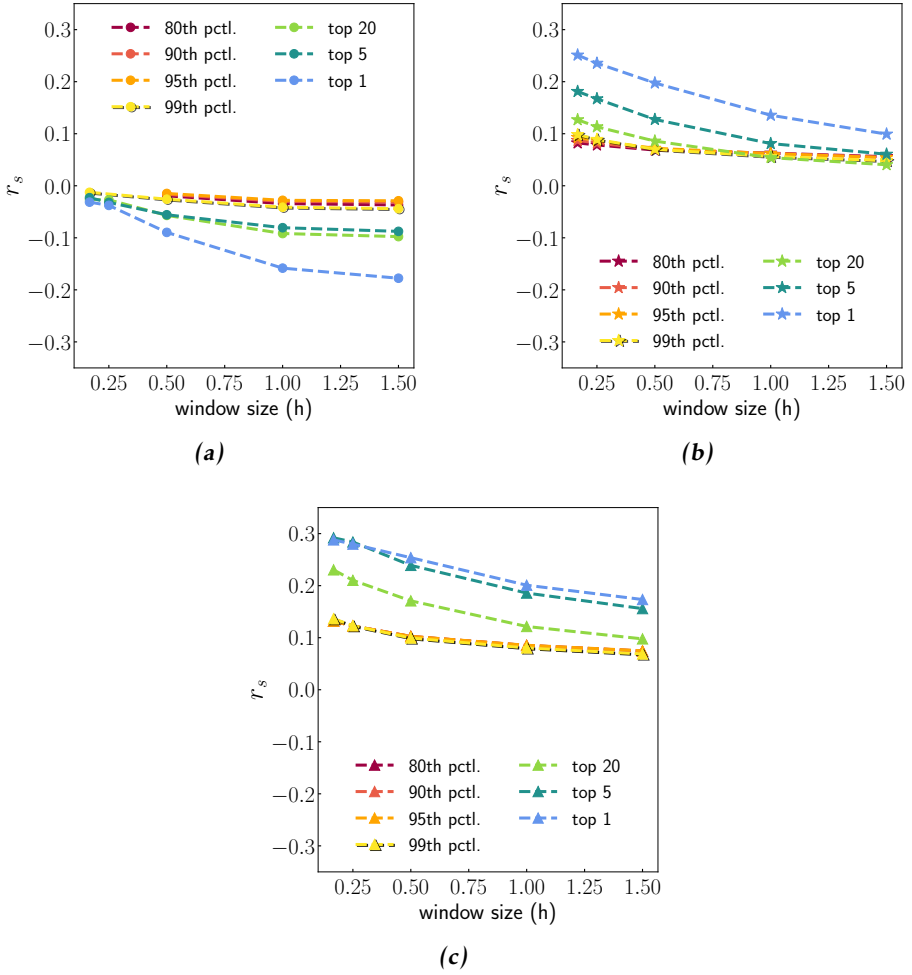 0.3
0.2
0.1
0.0
−0.1
−0.2
−0.3
r_s
80th pctl.
90th pctl.
95th pctl.
99th pctl.
top 20
top 5
top 1
0.25 0.50 0.75 1.00 1.25 1.50
window size (h)
(a)
0.3
0.2
0.1
0.0
−0.1
−0.2
−0.3
r_s
80th pctl.
90th pctl.
95th pctl.
99th pctl.
top 20
top 5
top 1
0.25 0.50 0.75 1.00 1.25 1.50
window size (h)
(b)
0.3
0.2
0.1
0.0
−0.1
−0.2
−0.3
r_s
80th pctl.
90th pctl.
95th pctl.
99th pctl.
top 20
top 5
top 1
0.25 0.50 0.75 1.00 1.25 1.50
window size (h)
(c)